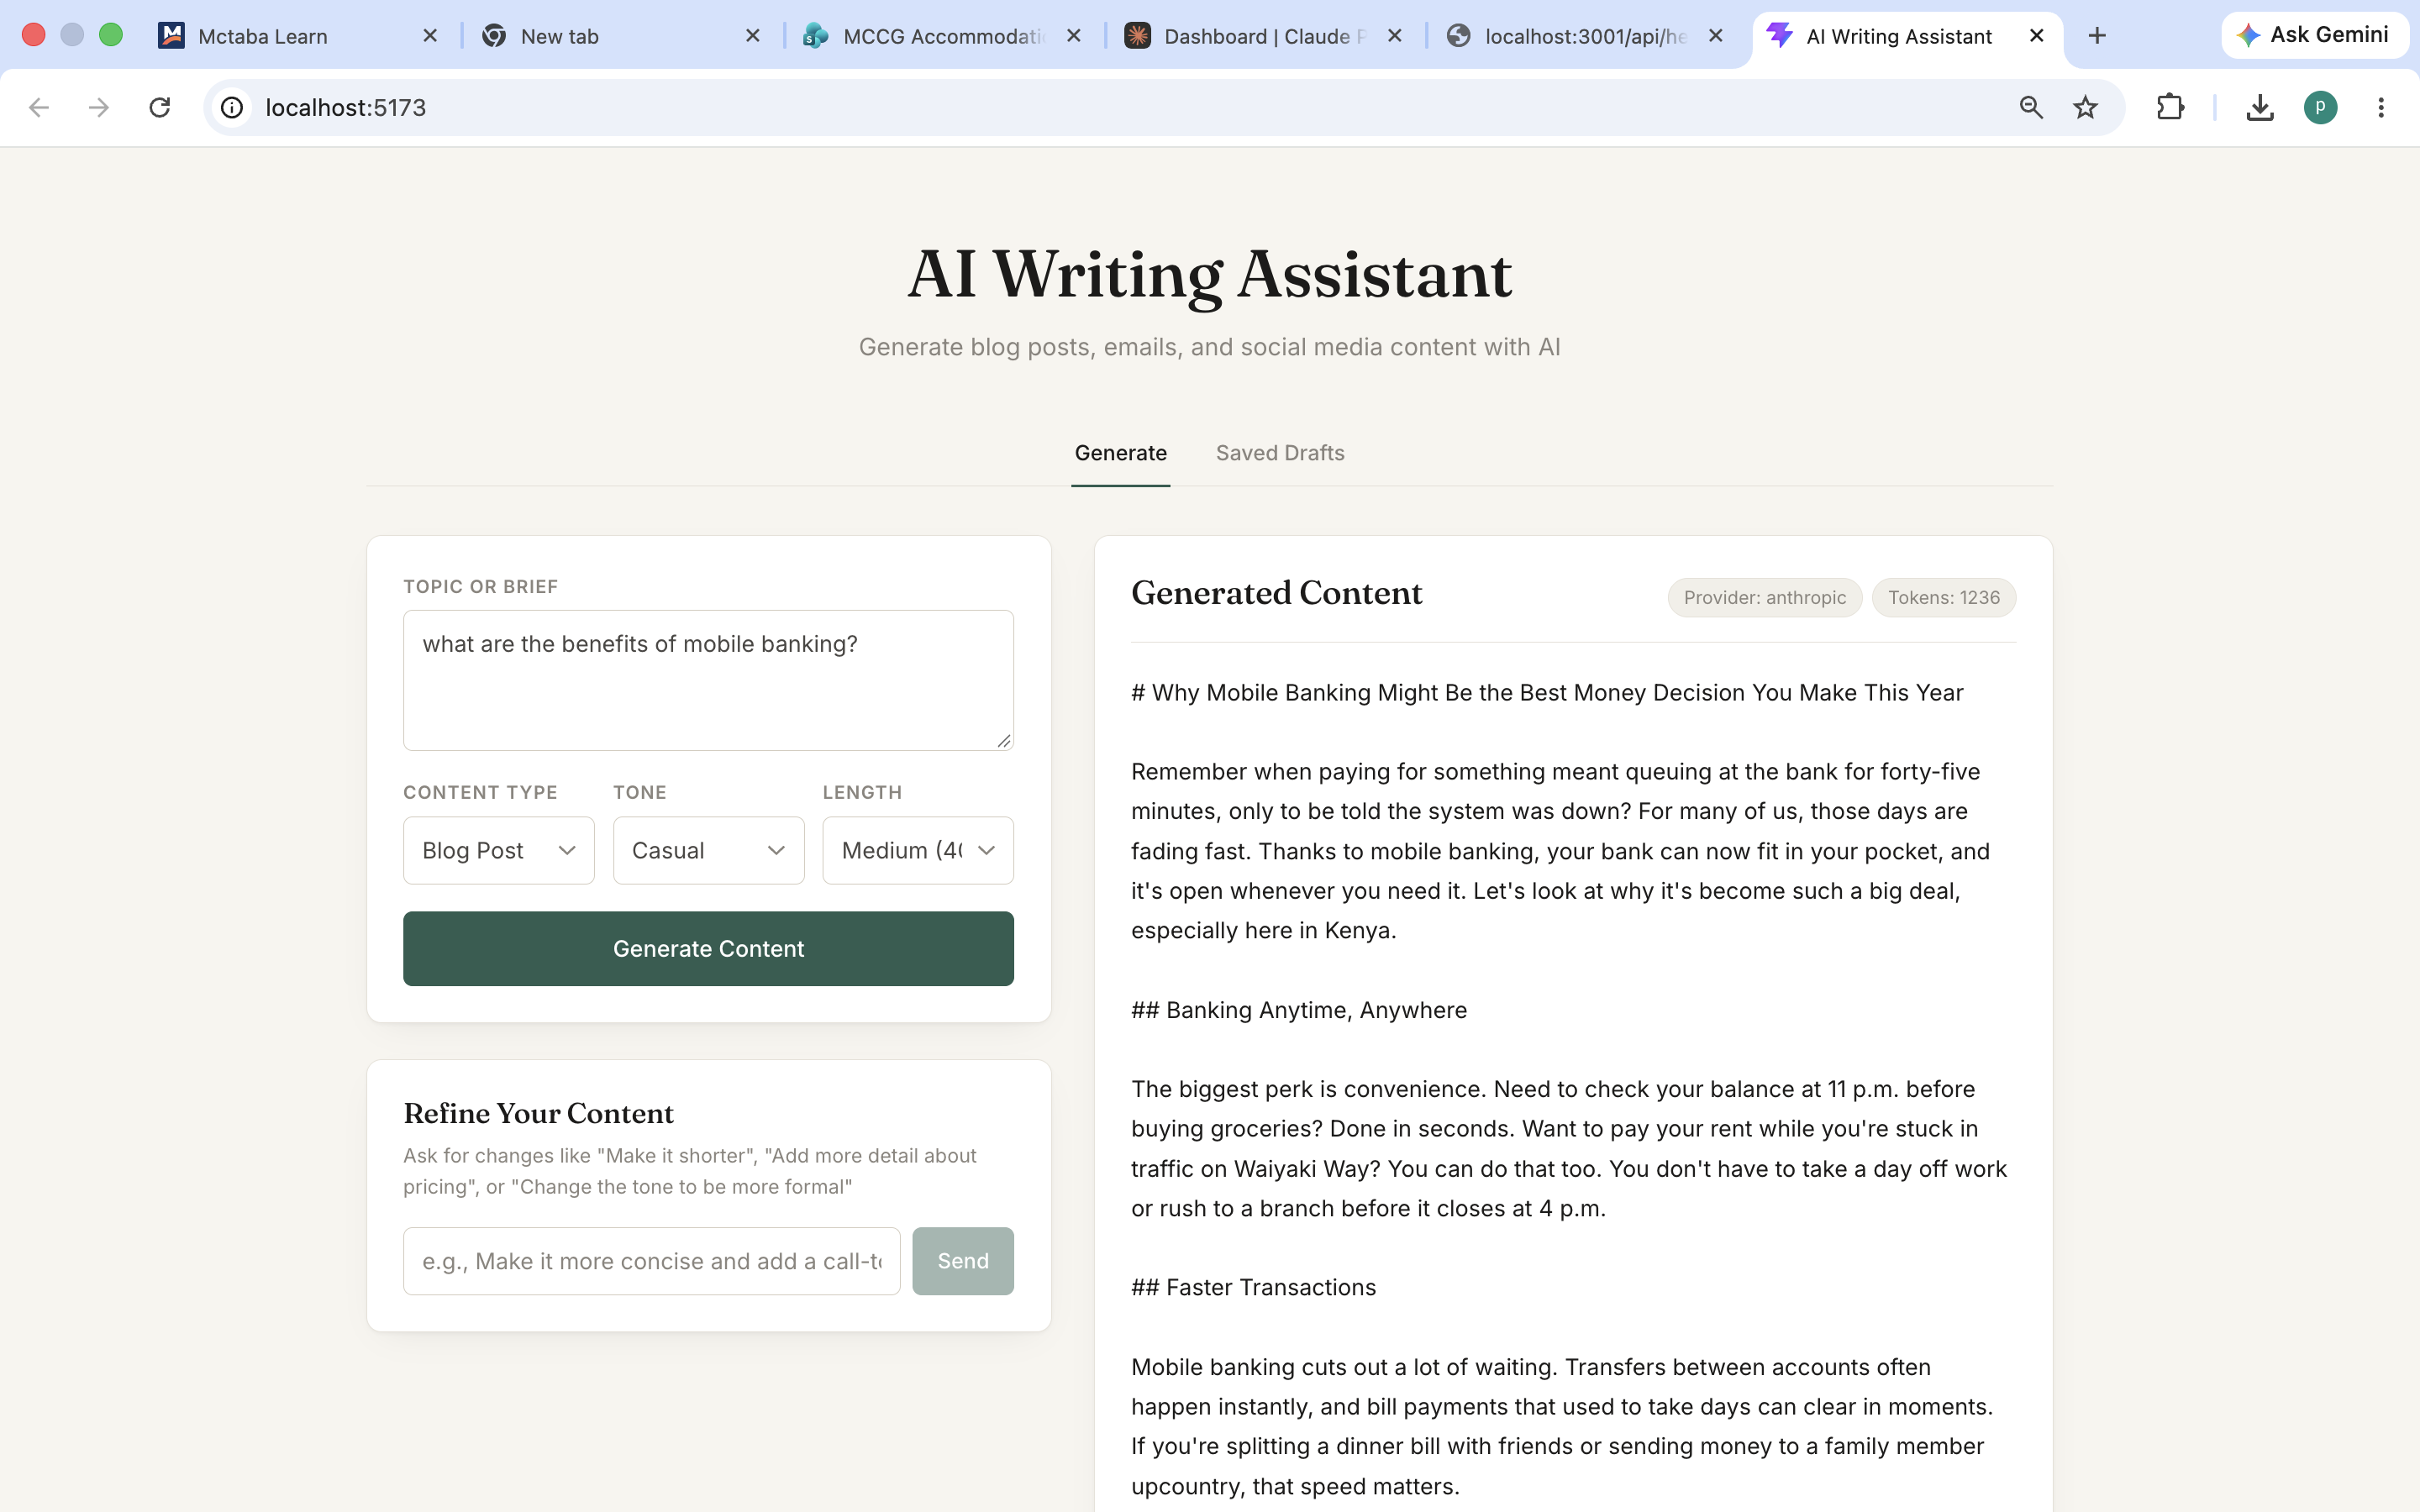 Mctaba Learn
New tab
MCCG Accommodati
Dashboard | Claude P
localhost:3001/api/he
AI Writing Assistant
Ask Gemini
localhost:5173
p
AI Writing Assistant
Generate blog posts, emails, and social media content with AI
Generate
Saved Drafts
TOPIC OR BRIEF
what are the benefits of mobile banking?
CONTENT TYPE
TONE
LENGTH
Blog Post
Casual
Medium (40
Generate Content
Refine Your Content
Ask for changes like "Make it shorter", "Add more detail about
pricing", or "Change the tone to be more formal"
e.g., Make it more concise and add a call-to
Send
Generated Content
Provider: anthropic
Tokens: 1236
# Why Mobile Banking Might Be the Best Money Decision You Make This Year
Remember when paying for something meant queuing at the bank for forty-five
minutes, only to be told the system was down? For many of us, those days are
fading fast. Thanks to mobile banking, your bank can now fit in your pocket, and
it's open whenever you need it. Let's look at why it's become such a big deal,
especially here in Kenya.
## Banking Anytime, Anywhere
The biggest perk is convenience. Need to check your balance at 11 p.m. before
buying groceries? Done in seconds. Want to pay your rent while you're stuck in
traffic on Waiyaki Way? You can do that too. You don't have to take a day off work
or rush to a branch before it closes at 4 p.m.
## Faster Transactions
Mobile banking cuts out a lot of waiting. Transfers between accounts often
happen instantly, and bill payments that used to take days can clear in moments.
If you're splitting a dinner bill with friends or sending money to a family member
upcountry, that speed matters.